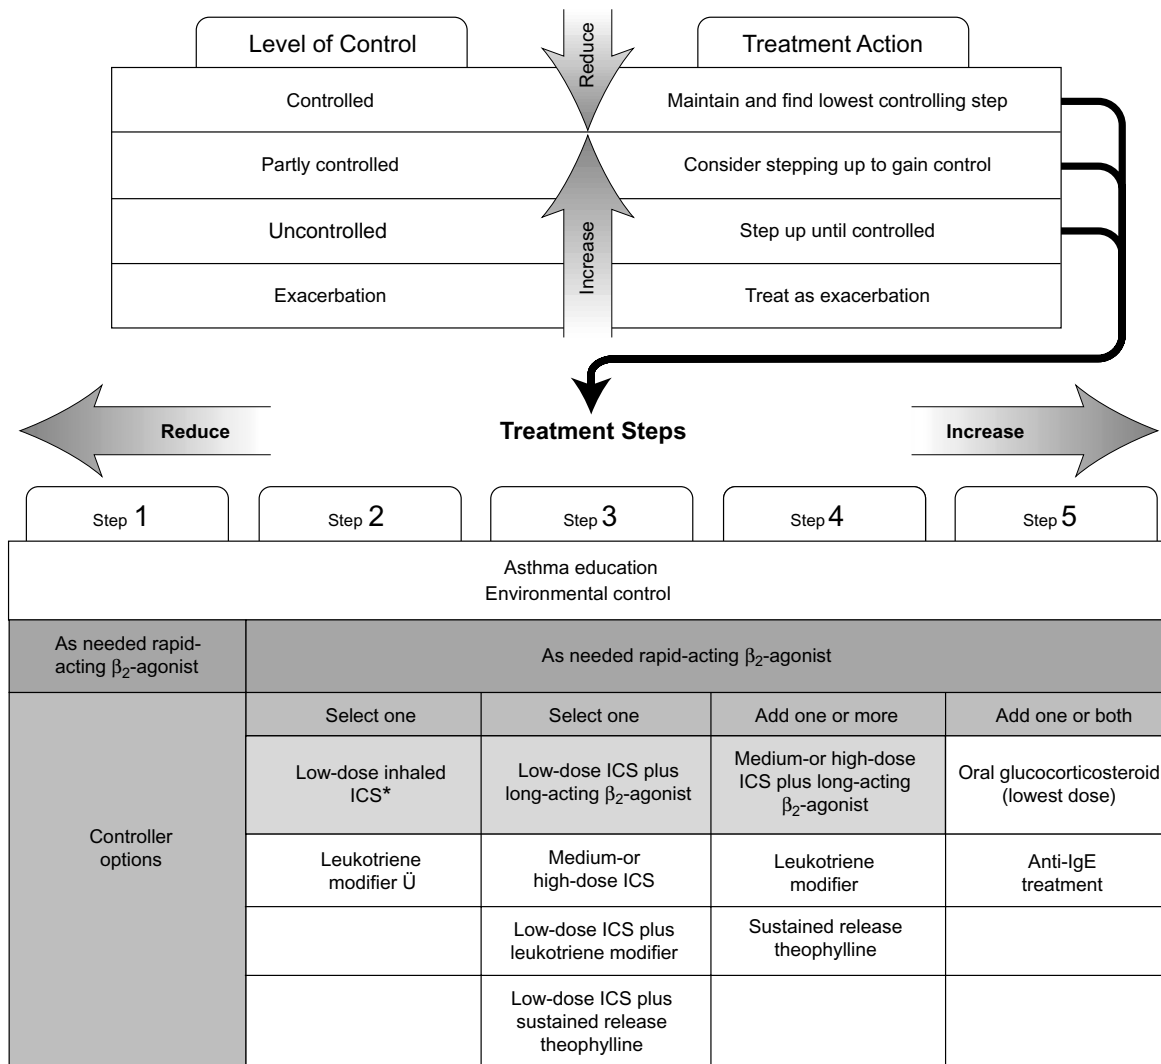 Level of Control
Reduce
Treatment Action
Controlled
Maintain and find lowest controlling step
Partly controlled
Consider stepping up to gain control
Uncontrolled
Increase
Step up until controlled
Exacerbation
Treat as exacerbation
Reduce
Treatment Steps
Increase
Step 1
Step 2
Step 3
Step 4
Step 5
Asthma education
Environmental control
As needed rapid-
acting β2-agonist
As needed rapid-acting β2-agonist
Controller
options
Select one
Select one
Add one or more
Add one or both
Low-dose inhaled
ICS*
Low-dose ICS plus
long-acting β2-agonist
Medium-or high-dose
ICS plus long-acting
β2-agonist
Oral glucocorticosteroid
(lowest dose)
Leukotriene
modifier Ü
Medium-or
high-dose ICS
Leukotriene
modifier
Anti-IgE
treatment
Low-dose ICS plus
leukotriene modifier
Sustained release
theophylline
Low-dose ICS plus
sustained release
theophylline